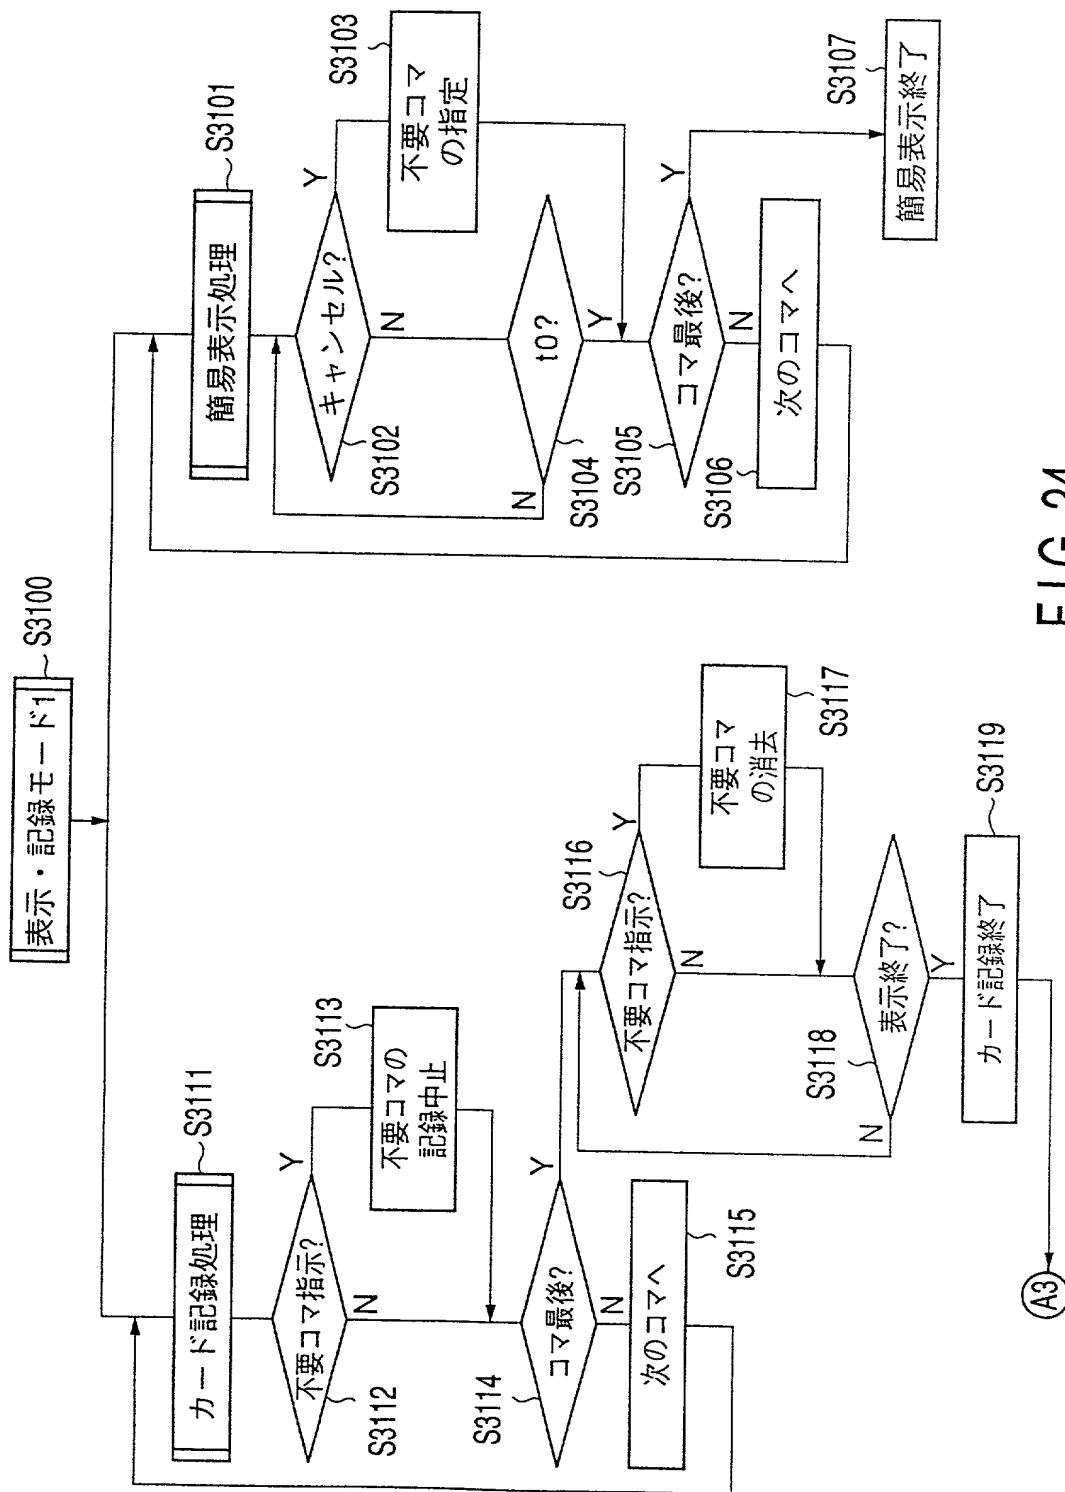 表示・記録モード1
S3100
カード記録処理
S3111
不要コマ指示?
S3112
Y
N
不要コマの
記録中止
S3113
コマ最後?
S3114
Y
N
次のコマへ
S3115
不要コマ指示?
S3116
Y
N
不要コマ
の消去
S3117
表示終了?
S3118
N
Y
カード記録終了
S3119
A3
簡易表示処理
S3101
キャンセル?
S3102
Y
N
不要コマ
の指定
S3103
t0?
S3104
N
Y
コマ最後?
S3105
Y
N
次のコマへ
S3106
簡易表示終了
S3107
FIG. 24